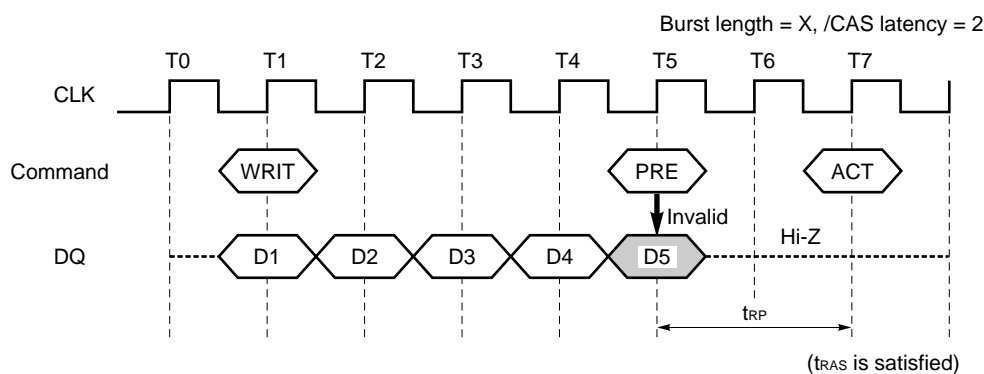 Burst length = X, /CAS latency = 2
T0 T1 T2 T3 T4 T5 T6 T7
CLK
Command WRIT PRE ACT
Invalid
DQ D1 D2 D3 D4 D5 Hi-Z
tRP
(tRAS is satisfied)